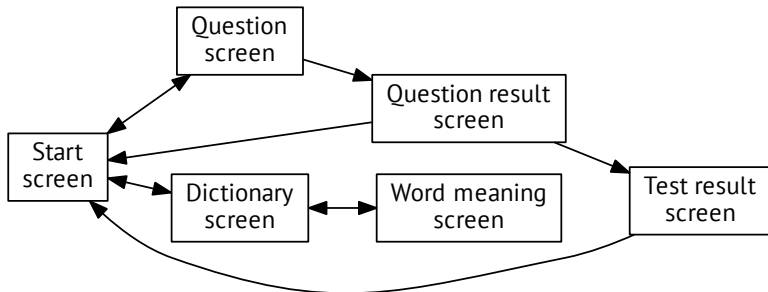 Question
screen
Question result
screen
Start
screen
Dictionary
screen
Word meaning
screen
Test result
screen